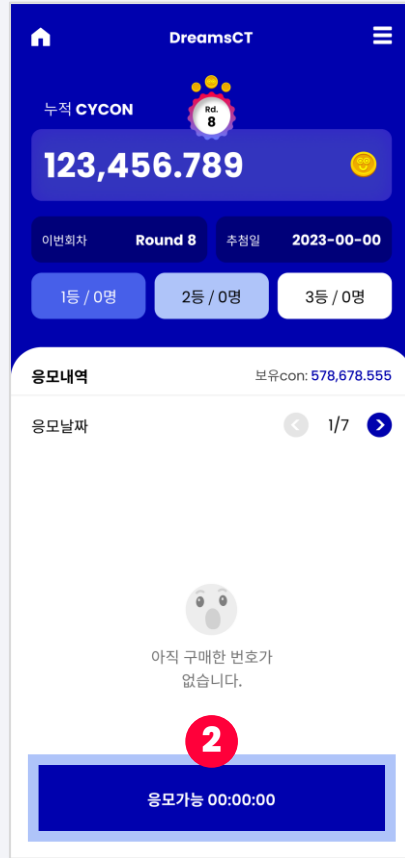 DreamsCT
누적 CYCON
Rd.
8
123,456.789
이번회차 Round 8 추첨일 2023-00-00
1등 / 0명 2등 / 0명 3등 / 0명
응모내역 보유con: 578,678.555
응모날짜 1/7
아직 구매한 번호가
없습니다.
2
응모가능 00:00:00